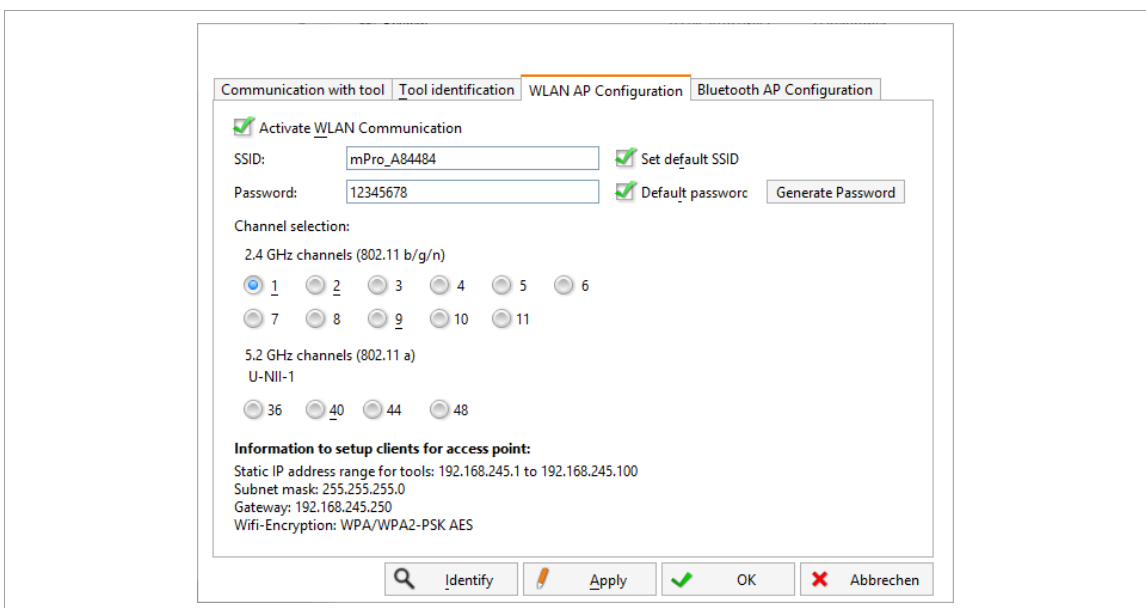 Communication with tool Tool identification WLAN AP Configuration Bluetooth AP Configuration
Activate WLAN Communication
SSID: mPro_A84484 Set default SSID
Password: 12345678 Default password Generate Password
Channel selection:
2.4 GHz channels (802.11 b/g/n)
1 2 3 4 5 6
7 8 9 10 11
5.2 GHz channels (802.11 a)
U-NII-1
36 40 44 48
Information to setup clients for access point:
Static IP address range for tools: 192.168.245.1 to 192.168.245.100
Subnet mask: 255.255.255.0
Gateway: 192.168.245.250
Wifi-Encryption: WPA/WPA2-PSK AES
Identify Apply OK Abbrechen